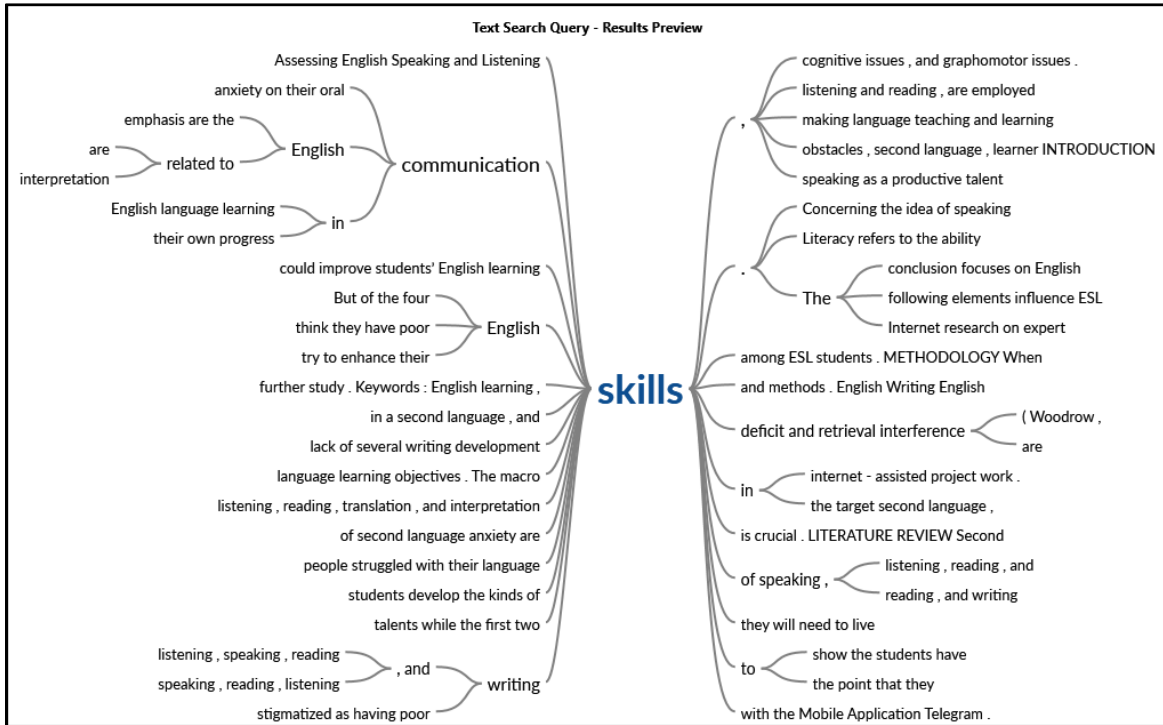 Text Search Query - Results Preview
Assessing English Speaking and Listening
anxiety on their oral
emphasis are the
are
interpretation
related to
English
English language learning
their own progress
in
communication
could improve students' English learning
But of the four
think they have poor
try to enhance their
English
further study . Keywords : English learning ,
in a second language , and
lack of several writing development
language learning objectives . The macro
listening , reading , translation , and interpretation
of second language anxiety are
people struggled with their language
students develop the kinds of
talents while the first two
listening , speaking , reading
speaking , reading , listening
, and
stigmatized as having poor
writing
skills
,
cognitive issues , and graphomotor issues .
listening and reading , are employed
making language teaching and learning
obstacles , second language , learner INTRODUCTION
speaking as a productive talent
.
Concerning the idea of speaking
Literacy refers to the ability
The
conclusion focuses on English
following elements influence ESL
Internet research on expert
among ESL students . METHODOLOGY When
and methods . English Writing English
deficit and retrieval interference
( Woodrow ,
are
in
internet - assisted project work .
the target second language ,
is crucial . LITERATURE REVIEW Second
of speaking ,
listening , reading , and
reading , and writing
they will need to live
to
show the students have
the point that they
with the Mobile Application Telegram .